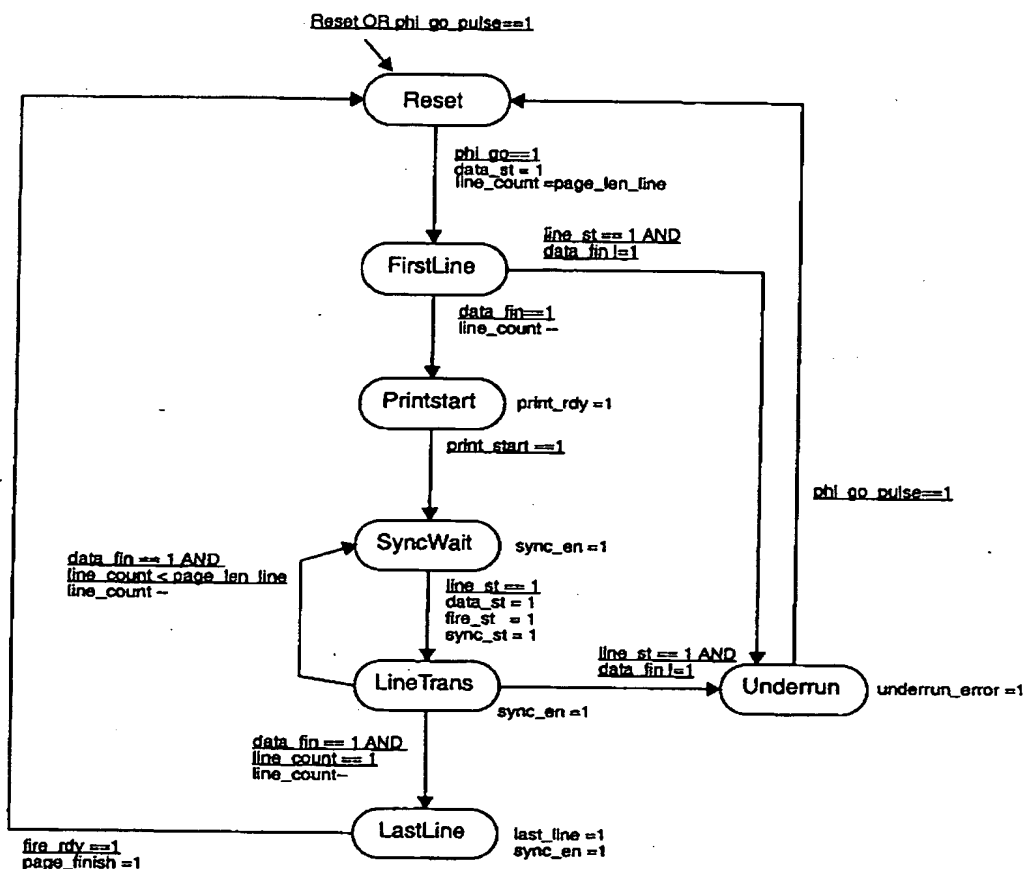 Reset OR phi_go_pulse==1
Reset
phi_go==1
data_st = 1
line_count =page_len_line
line_st == 1 AND
data_fin !=1
FirstLine
data_fin==1
line_count --
Printstart
print_rdy =1
print_start ==1
phi_go_pulse==1
SyncWait
sync_en =1
data_fin == 1 AND
line_count < page_len_line
line_count --
line_st == 1
data_st = 1
fire_st = 1
sync_st = 1
line_st == 1 AND
data_fin !=1
LineTrans
sync_en =1
Underrun
underrun_error =1
data_fin == 1 AND
line_count == 1
line_count--
LastLine
last_line =1
sync_en =1
fire_rdy ==1
page_finish =1